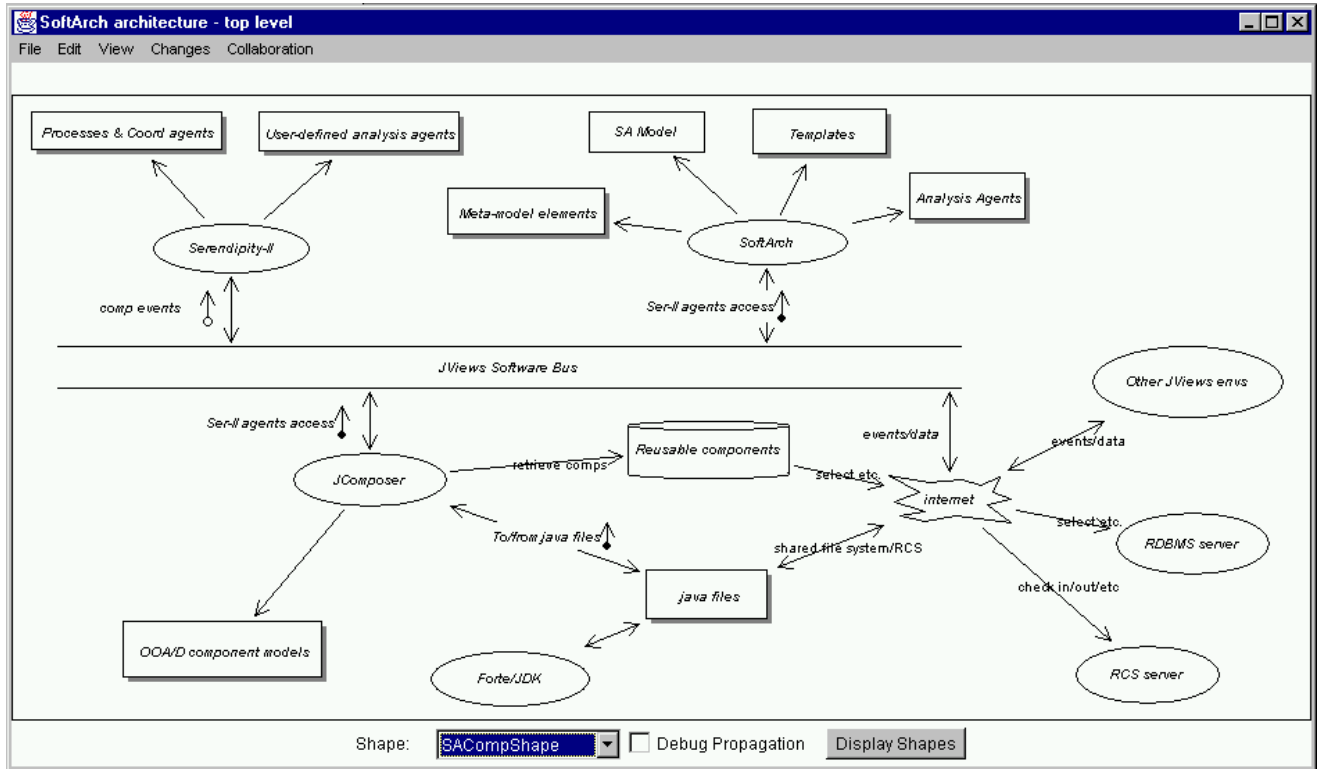 SoftArch architecture - top level
File Edit View Changes Collaboration
Processes & Coord agents
User-defined analysis agents
SA Model
Templates
Meta-model elements
Analysis Agents
Serendipity-II
SoftArch
comp events
Ser-II agents access
JViews Software Bus
Other JViews envs
Ser-II agents access
events/data
events/data
Reusable components
retrieve comps
select etc.
JComposer
internet
select etc.
To/from java files
shared file system/RCS
RDBMS server
check in/out/etc
java files
OOA/D component models
Forte/JDK
RCS server
Shape: SACompShape Debug Propagation Display Shapes